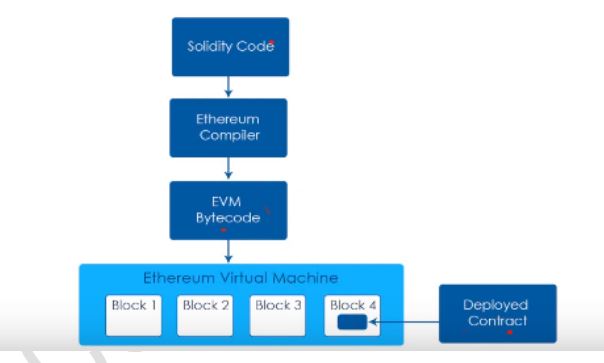 Solidity Code
Ethereum
Compiler
EVM
Bytecode
Ethereum Virtual Machine
Block 1 Block 2 Block 3 Block 4
Deployed
Contract